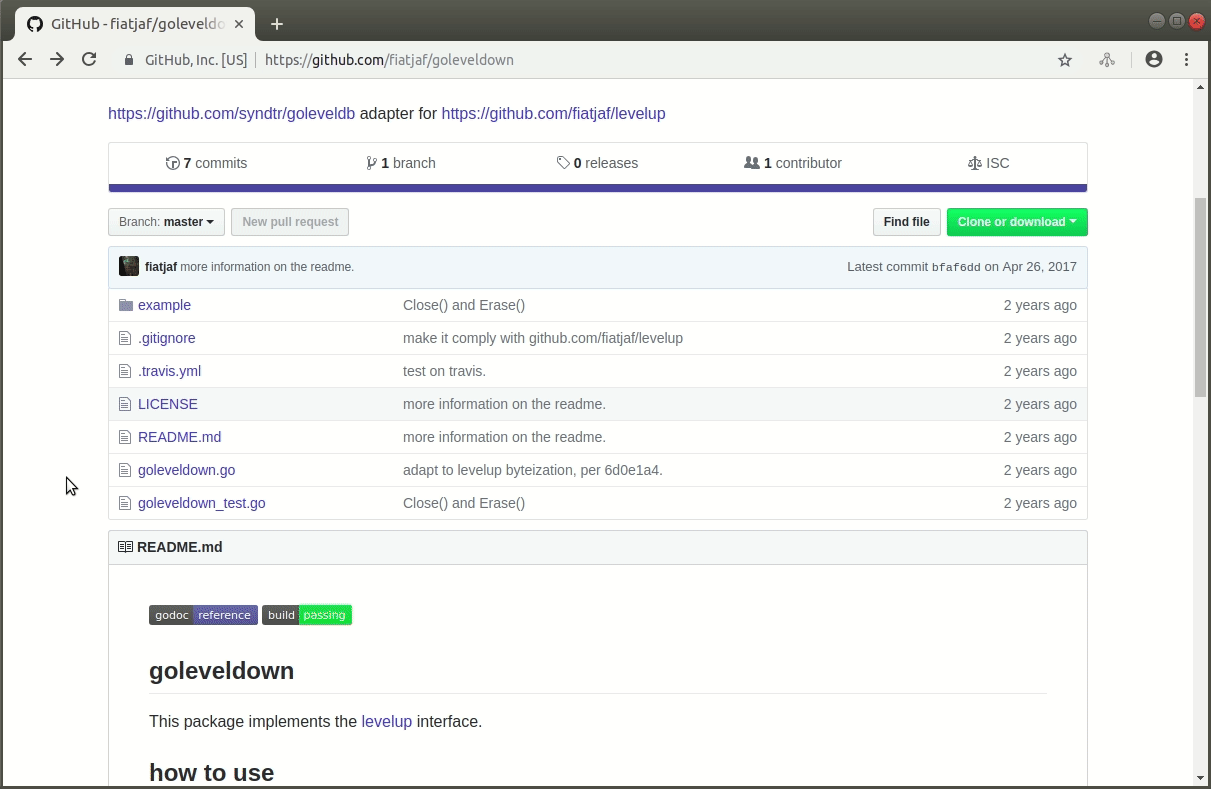 GitHub - fiatjaf/goleveldo
GitHub, Inc. [US] https://github.com/fiatjaf/goleveldown
https://github.com/syndtr/goleveldb adapter for https://github.com/fiatjaf/levelup
7 commits 1 branch 0 releases 1 contributor ISC
Branch: master New pull request Find file Clone or download
fiatjaf more information on the readme. Latest commit bfaf6dd on Apr 26, 2017
example Close() and Erase() 2 years ago
.gitignore make it comply with github.com/fiatjaf/levelup 2 years ago
.travis.yml test on travis. 2 years ago
LICENSE more information on the readme. 2 years ago
README.md more information on the readme. 2 years ago
goleveldown.go adapt to levelup byteization, per 6d0e1a4. 2 years ago
goleveldown_test.go Close() and Erase() 2 years ago
README.md
godoc reference build passing
goleveldown
This package implements the levelup interface.
how to use